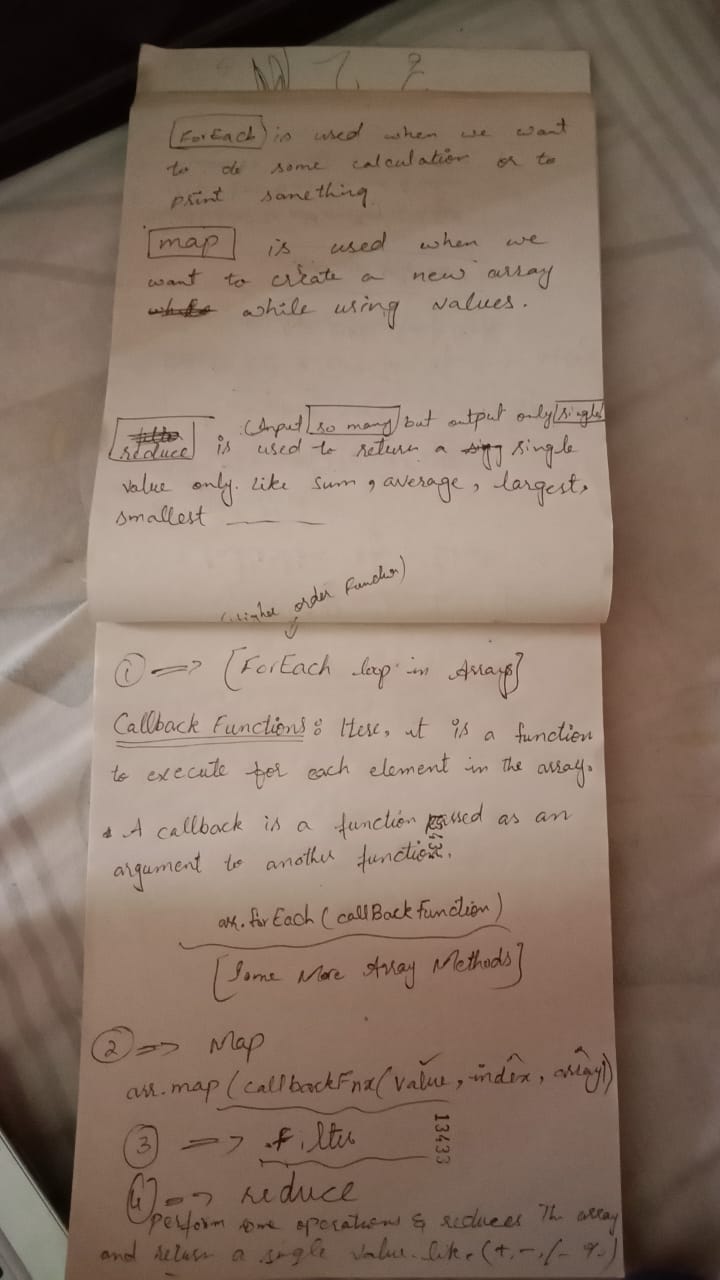 ForEach is used when we want
to do some calculation or to
print something
map is used when we
want to create a new array
while using values.
(Input so many but output only single
reduce is used to return a single
value only. like sum, average, largest,
smallest
(Higher order Function)
① => [ForEach loop in Arrays]
Callback Functions: Here, it is a function
to execute for each element in the array.
A callback is a function passed as an
argument to another function.
arr.forEach (callBackFunction)
[Some More Array Methods]
② => Map
arr.map (callbackFnx(value, index, array))
③ => filter
13433
④ => reduce
Perform some operations & reduces The array
and return a single value. like (+, -, /- %)